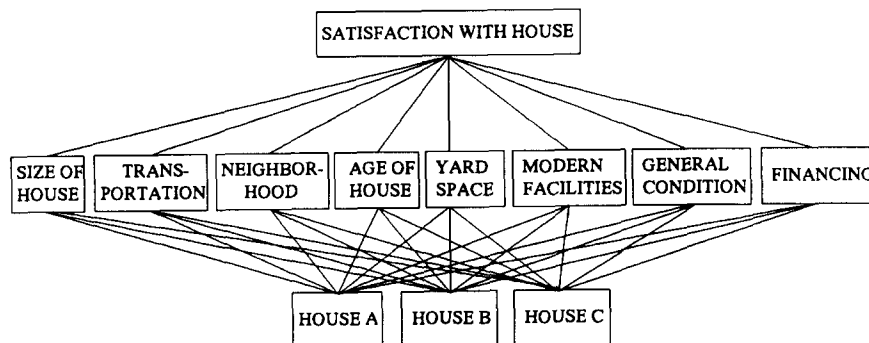 SATISFACTION WITH HOUSE
SIZE OF
HOUSE
TRANS-
PORTATION
NEIGHBOR-
HOOD
AGE OF
HOUSE
YARD
SPACE
MODERN
FACILITIES
GENERAL
CONDITION
FINANCING
HOUSE A
HOUSE B
HOUSE C